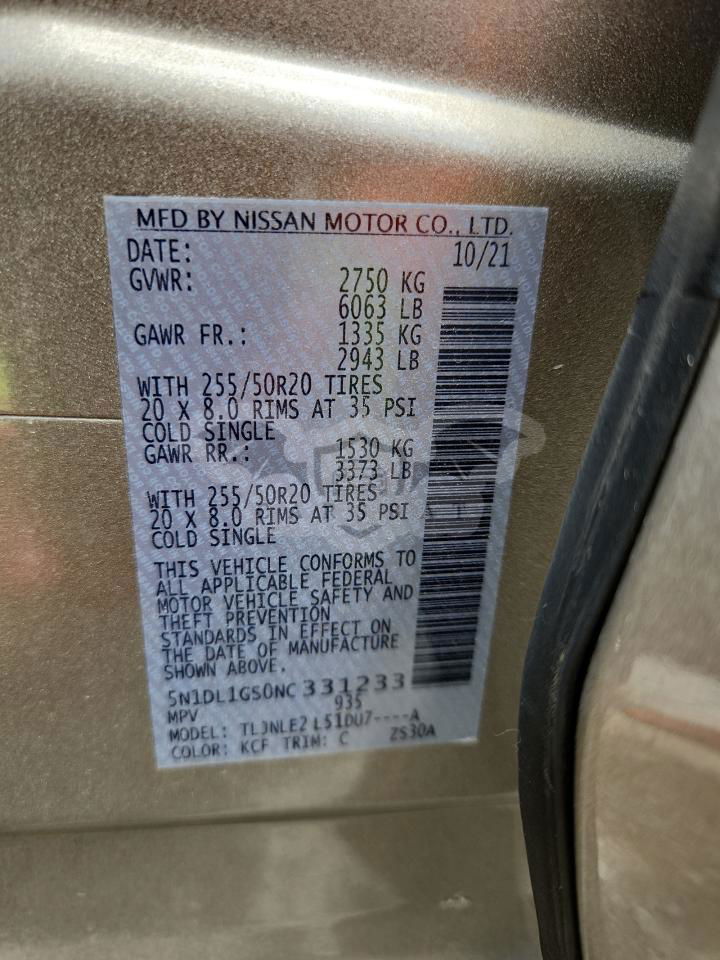 MFD BY NISSAN MOTOR CO., LTD.
DATE: 10/21
GVWR: 2750 KG
6063 LB
GAWR FR.: 1335 KG
2943 LB
WITH 255/50R20 TIRES
20 X 8.0 RIMS AT 35 PSI
COLD SINGLE
GAWR RR.: 1530 KG
3373 LB
WITH 255/50R20 TIRES
20 X 8.0 RIMS AT 35 PSI
COLD SINGLE
THIS VEHICLE CONFORMS TO
ALL APPLICABLE FEDERAL
MOTOR VEHICLE SAFETY AND
THEFT PREVENTION
STANDARDS IN EFFECT ON
THE DATE OF MANUFACTURE
SHOWN ABOVE.
5N1DL1GS0NC331233
MPV 935
MODEL: TLJNLE2 L51DU7----A
COLOR: KCF TRIM: C ZS30A